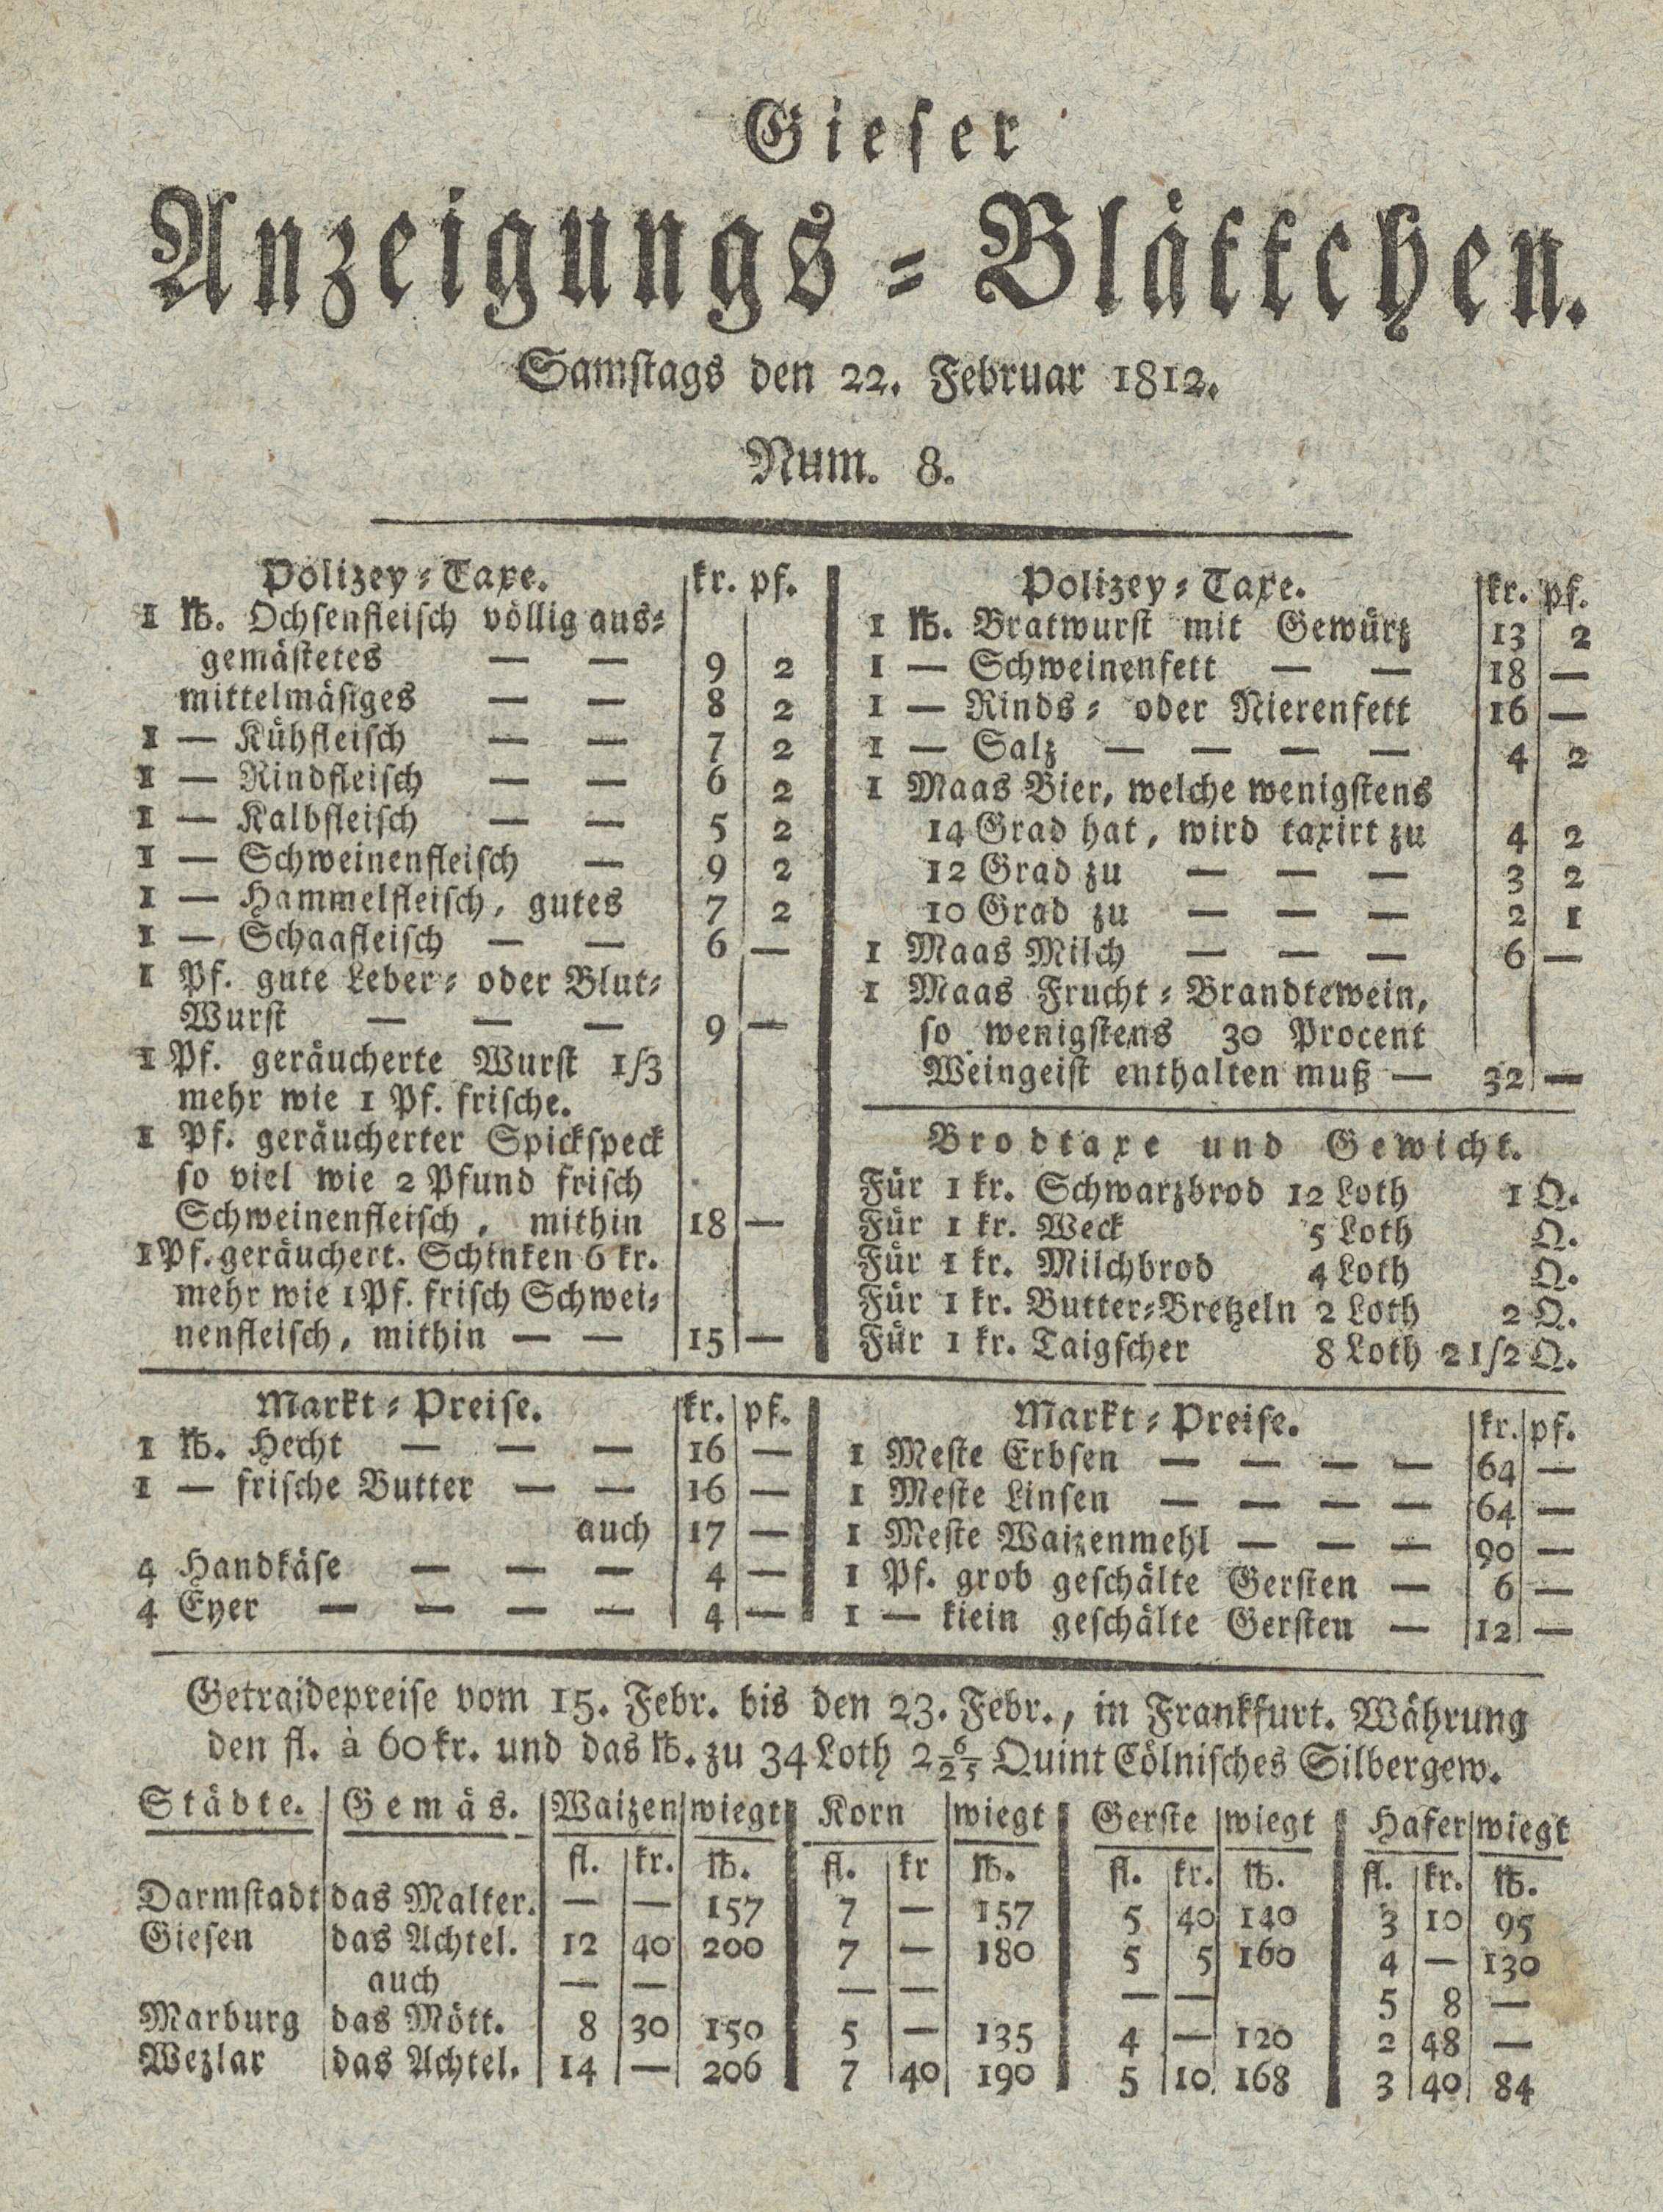 Gieser
Anzeigungs-Blättchen.
Samstags den 22. Februar 1812.
Num. 8.
Polizey-Taxe. kr. pf.
1 ℔. Ochsenfleisch völlig aus-
gemästetes — — 9 2
mittelmäsiges — — 8 2
1 — Kühfleisch — — 7 2
1 — Rindfleisch — — 6 2
1 — Kalbfleisch — — 5 2
1 — Schweinenfleisch — 9 2
1 — Hammelfleisch, gutes 7 2
1 — Schaafleisch — — 6 —
1 Pf. gute Leber- oder Blut-
Wurst — — — 9 —
1 Pf. geräucherte Wurst 1/3
mehr wie 1 Pf. frische.
1 Pf. geräucherter Spickspeck
so viel wie 2 Pfund frisch
Schweinenfleisch, mithin 18 —
1 Pf. geräuchert. Schinken 6 kr.
mehr wie 1 Pf. frisch Schwei-
nenfleisch, mithin — — 15 —
Polizey-Taxe. kr. pf.
1 ℔. Bratwurst mit Gewürz 13 2
1 — Schweinenfett — — 18 —
1 — Rinds- oder Nierenfett 16 —
1 — Salz — — — — 4 2
1 Maas Bier, welche wenigstens
14 Grad hat, wird taxirt zu 4 2
12 Grad zu — — — 3 2
10 Grad zu — — — 2 1
1 Maas Milch — — — 6 —
1 Maas Frucht-Brandtewein,
so wenigstens 30 Procent
Weingeist enthalten muß — 32 —
Brodtaxe und Gewicht.
Für 1 kr. Schwarzbrod 12 Loth 1 Q.
Für 1 kr. Weck 5 Loth Q.
Für 1 kr. Milchbrod 4 Loth Q.
Für 1 kr. Butter-Bretzeln 2 Loth 2 Q.
Für 1 kr. Taigscher 8 Loth 2 1/2 Q.
Markt-Preise. kr. pf.
1 ℔. Hecht — — — 16 —
1 — frische Butter — — 16 —
auch 17 —
4 Handkäse — — — 4 —
4 Eyer — — — — 4 —
Markt-Preise. kr. pf.
1 Meste Erbsen — — — — 64 —
1 Meste Linsen — — — — 64 —
1 Meste Waizenmehl — — — 90 —
1 Pf. grob geschälte Gersten — 6 —
1 — kiein geschälte Gersten — 12 —
Getraidepreise vom 15. Febr. bis den 23. Febr., in Frankfurt. Währung
den fl. à 60 kr. und das ℔. zu 34 Loth 2 6/25 Quint Cölnisches Silbergew.
Städte. Gemäs. Waizen wiegt Korn wiegt Gerste wiegt Hafer wiegt
fl. kr. ℔. fl. kr ℔. fl. kr. ℔. fl. kr. ℔.
Darmstadt das Malter. — — 157 7 — 157 5 40 140 3 10 95
Giesen das Achtel. 12 40 200 7 — 180 5 5 160 4 — 130
auch — — — — — — 5 8 —
Marburg das Mött. 8 30 150 5 — 135 4 — 120 2 48 —
Wezlar das Achtel. 14 — 206 7 40 190 5 10 168 3 40 84